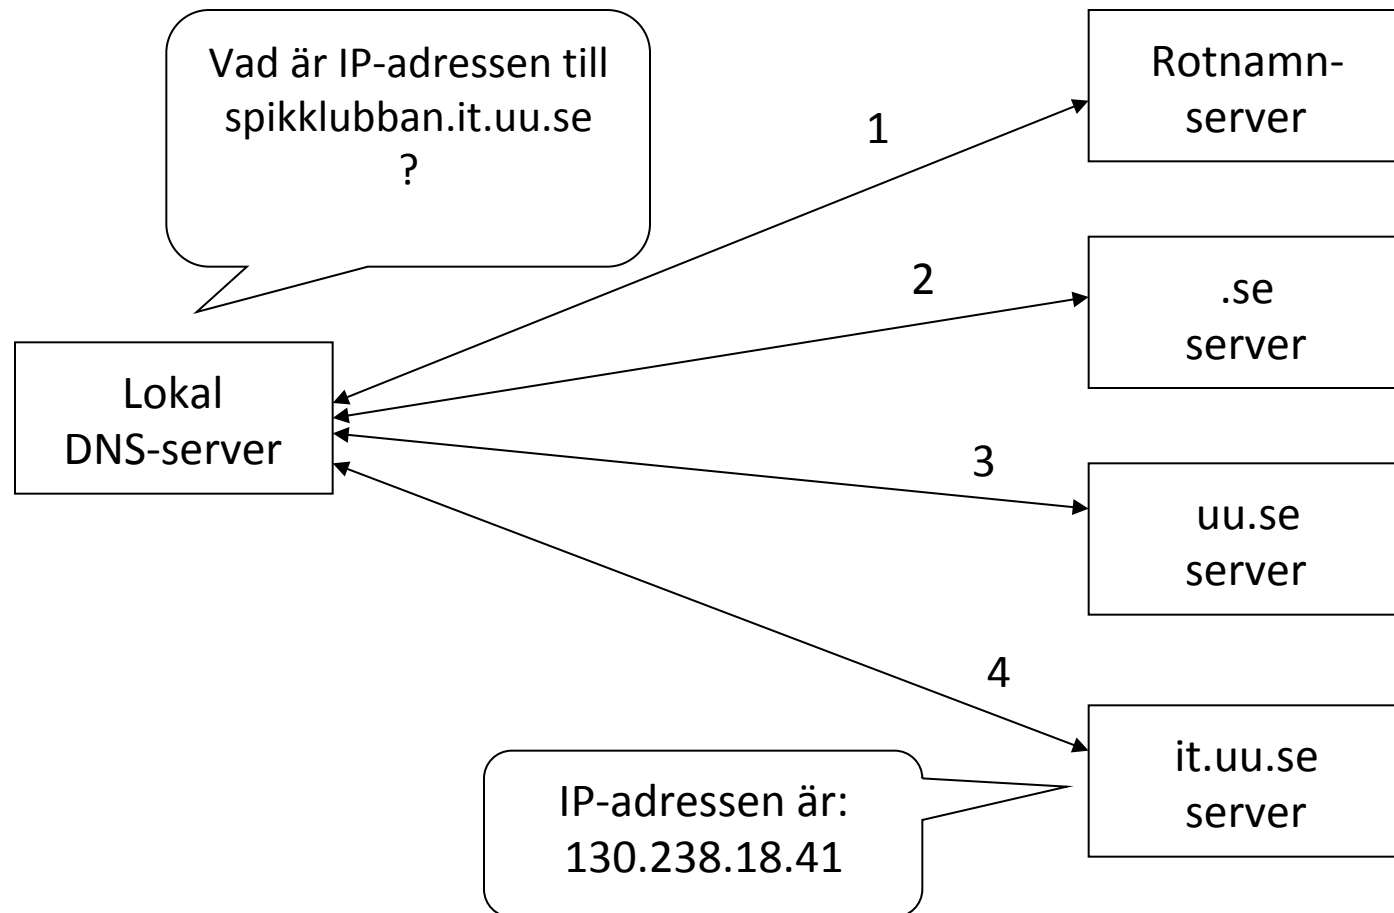 Vad är IP-adressen till
spikklubban.it.uu.se
?
Rotnamn-
server
1
.se
server
2
Lokal
DNS-server
uu.se
server
3
it.uu.se
server
4
IP-adressen är:
130.238.18.41